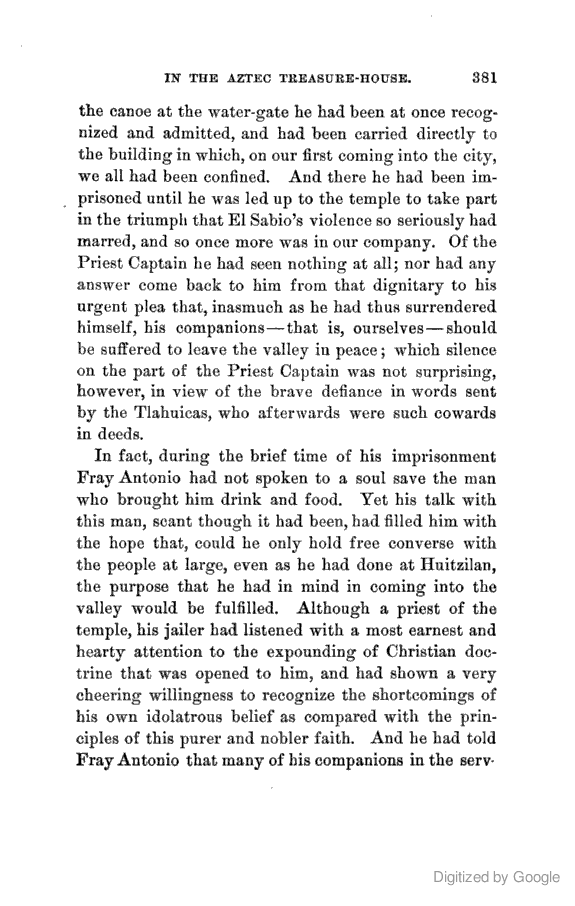 IN THE AZTEC TREASURE-HOUSE. 381
the canoe at the water-gate he had been at once recog-
nized and admitted, and had been carried directly to
the building in which, on our first coming into the city,
we all had been confined. And there he had been im-
prisoned until he was led up to the temple to take part
in the triumph that El Sabio's violence so seriously had
marred, and so once more was in our company. Of the
Priest Captain he had seen nothing at all; nor had any
answer come back to him from that dignitary to his
urgent plea that, inasmuch as he had thus surrendered
himself, his companions—that is, ourselves—should
be suffered to leave the valley in peace; which silence
on the part of the Priest Captain was not surprising,
however, in view of the brave defiance in words sent
by the Tlahuicas, who afterwards were such cowards
in deeds.
In fact, during the brief time of his imprisonment
Fray Antonio had not spoken to a soul save the man
who brought him drink and food. Yet his talk with
this man, scant though it had been, had filled him with
the hope that, could he only hold free converse with
the people at large, even as he had done at Huitzilan,
the purpose that he had in mind in coming into the
valley would be fulfilled. Although a priest of the
temple, his jailer had listened with a most earnest and
hearty attention to the expounding of Christian doc-
trine that was opened to him, and had shown a very
cheering willingness to recognize the shortcomings of
his own idolatrous belief as compared with the prin-
ciples of this purer and nobler faith. And he had told
Fray Antonio that many of his companions in the serv-
Digitized by Google